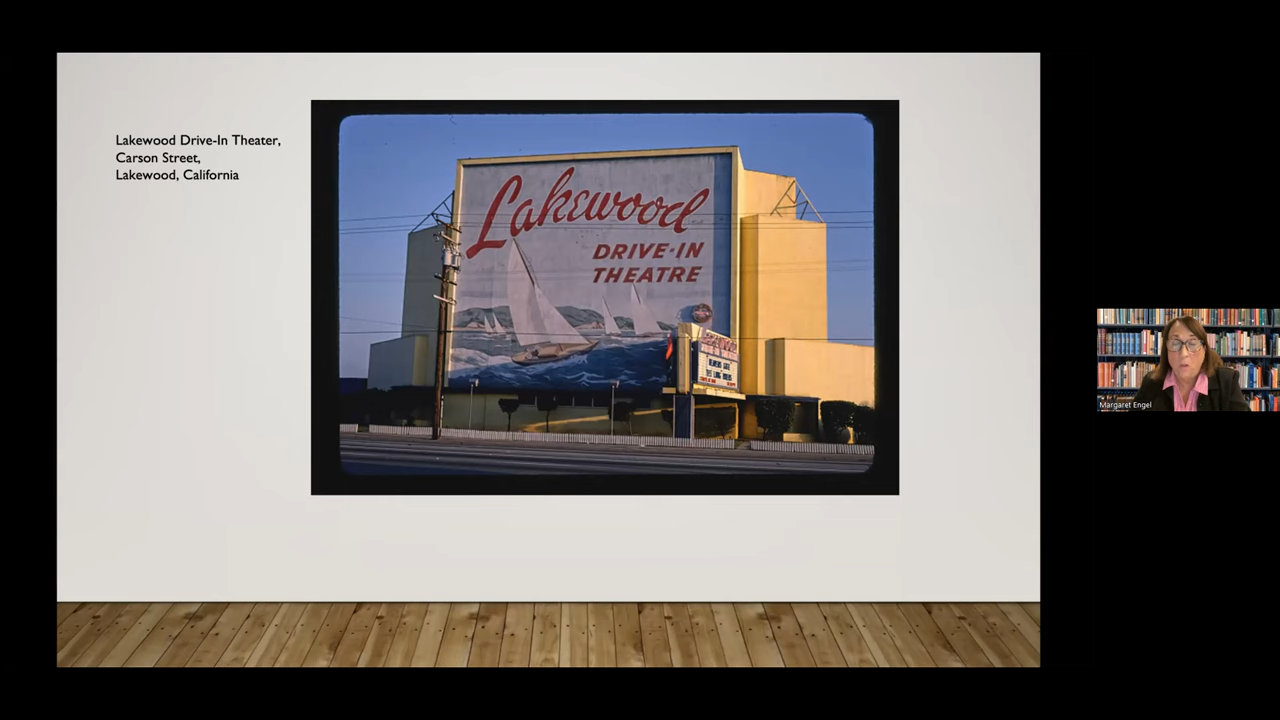 Lakewood Drive-In Theater,
Carson Street,
Lakewood, California
Lakewood
DRIVE-IN
THEATRE
Margaret Engel